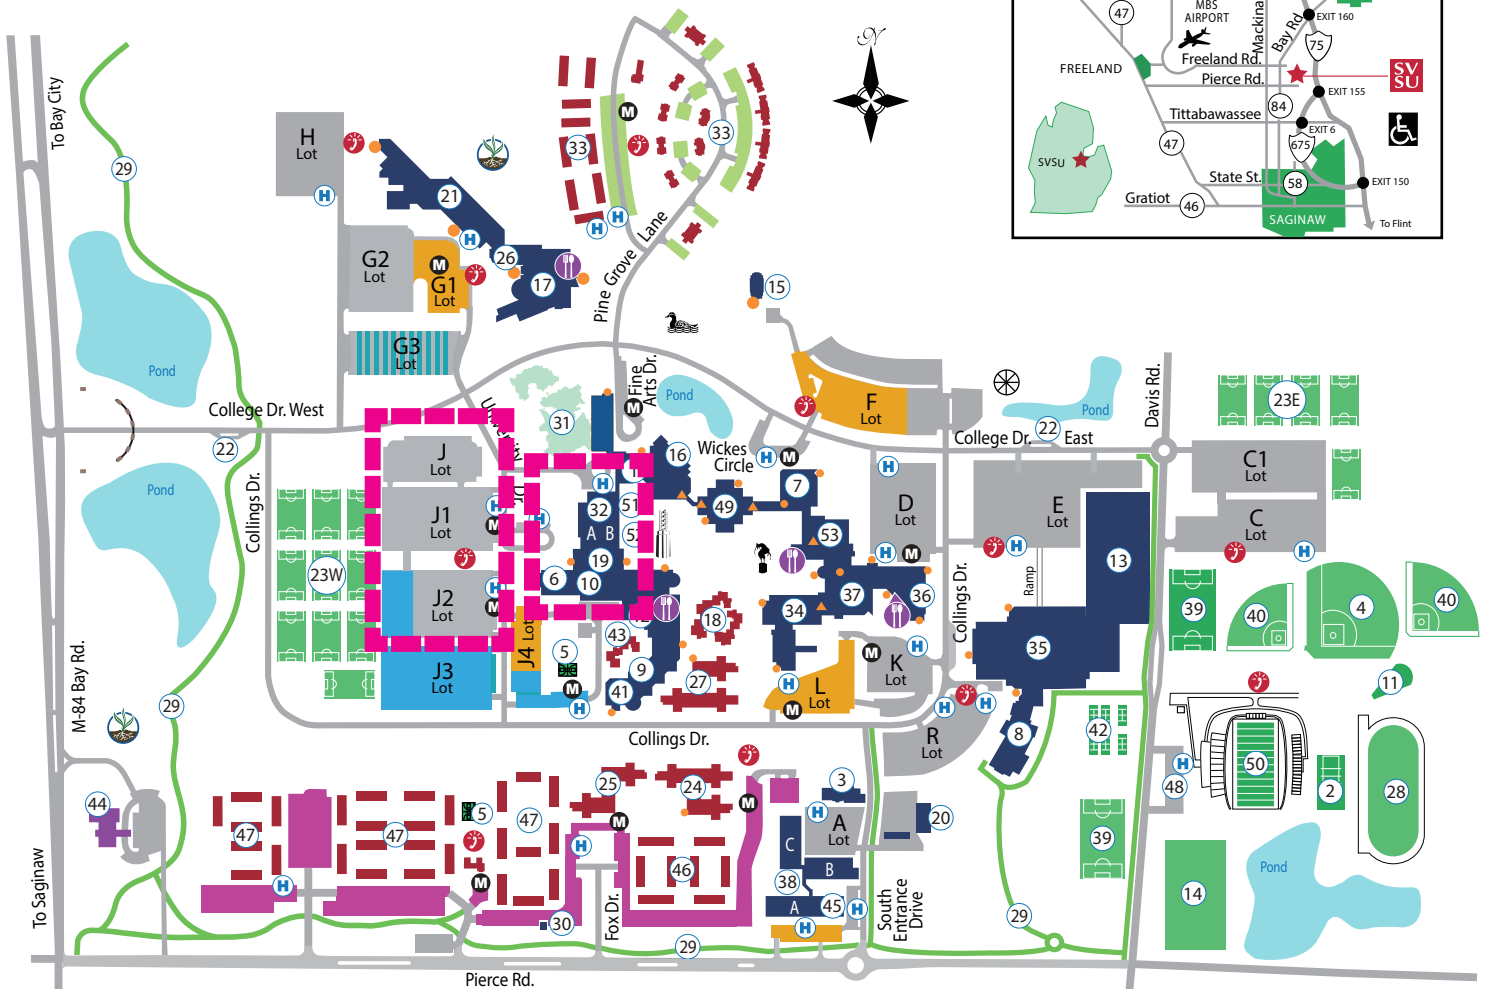 N
MBS
AIRPORT
47
Mackina
Bay Rd.
EXIT 160
75
FREELAND
Freeland Rd.
Pierce Rd.
SV
SU
EXIT 155
84
Tittabawassee
EXIT 6
47
675
SVSU
State St.
58
EXIT 150
Gratiot
46
SAGINAW
To Flint
To Bay City
29
H
Lot
H
21
H
26
17
G2
Lot
M
G1
Lot
G3
Lot
33
M
33
H
H
Pine Grove Lane
15
Pond
College Dr. West
22
Pond
Collings Dr.
23W
M-84 Bay Rd.
29
To Saginaw
J
Lot
J1
Lot
H
M
J2
Lot
H
M
J3
Lot
J4 Lot
31
Fine
Arts Dr.
M
Pond
16
Wickes
Circle
H
M
F
Lot
College Dr. East
22
Pond
Davis Rd.
23E
C1
Lot
C
Lot
H
H
H
32
51
A B
19
6
10
49
7
53
D
Lot
H
H
M
E
Lot
H
13
Ramp
Collings Dr.
37
36
34
18
43
5
9
41
27
M
H
H
M
L
Lot
M
K
Lot
H
H
H
R
Lot
35
8
39
40
4
40
11
42
H
48
50
2
28
39
14
Pond
Collings Dr.
44
47
47
5
47
25
24
M
M
H
46
H
M
30
Fox Dr.
29
Pierce Rd.
3
H
A
Lot
20
C
B
38
A
45
H
H
South
Entrance
Drive
29